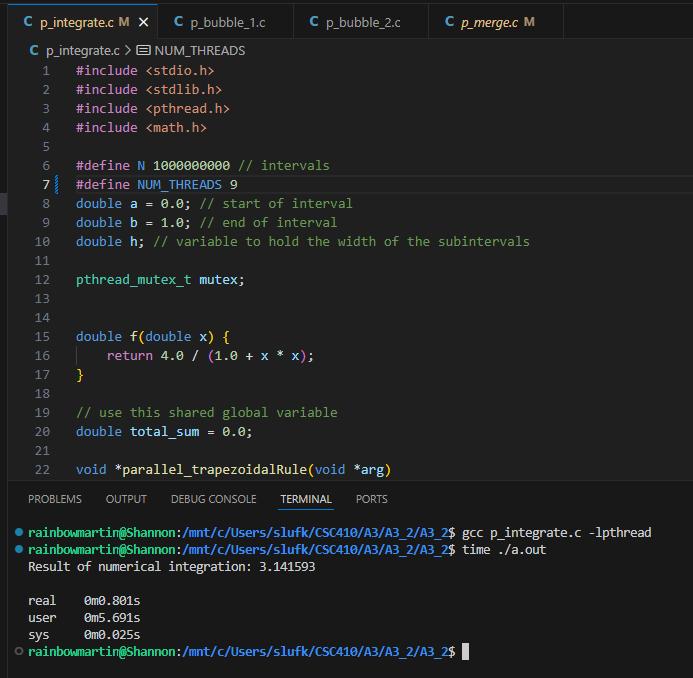 C p_integrate.c M ✕ C p_bubble_1.c C p_bubble_2.c C p_merge.c M
C p_integrate.c > NUM_THREADS
1 #include <stdio.h>
2 #include <stdlib.h>
3 #include <pthread.h>
4 #include <math.h>
5
6 #define N 1000000000 // intervals
7 #define NUM_THREADS 9
8 double a = 0.0; // start of interval
9 double b = 1.0; // end of interval
10 double h; // variable to hold the width of the subintervals
11
12 pthread_mutex_t mutex;
13
14
15 double f(double x) {
16     return 4.0 / (1.0 + x * x);
17 }
18
19 // use this shared global variable
20 double total_sum = 0.0;
21
22 void *parallel_trapezoidalRule(void *arg)
PROBLEMS OUTPUT DEBUG CONSOLE TERMINAL PORTS
rainbowmartin@Shannon:/mnt/c/Users/slufk/CSC410/A3/A3_2/A3_2$ gcc p_integrate.c -lpthread
rainbowmartin@Shannon:/mnt/c/Users/slufk/CSC410/A3/A3_2/A3_2$ time ./a.out
Result of numerical integration: 3.141593
real 0m0.801s
user 0m5.691s
sys 0m0.025s
rainbowmartin@Shannon:/mnt/c/Users/slufk/CSC410/A3/A3_2/A3_2$